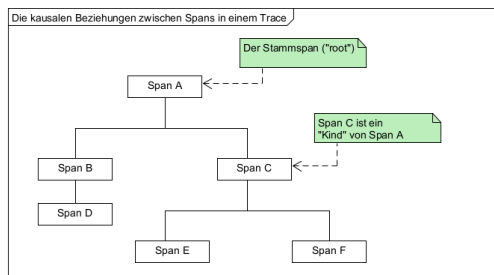 Die kausalen Beziehungen zwischen Spans in einem Trace
Der Stammspan ("root")
Span A
Span C ist ein
"Kind" von Span A
Span B
Span C
Span D
Span E
Span F